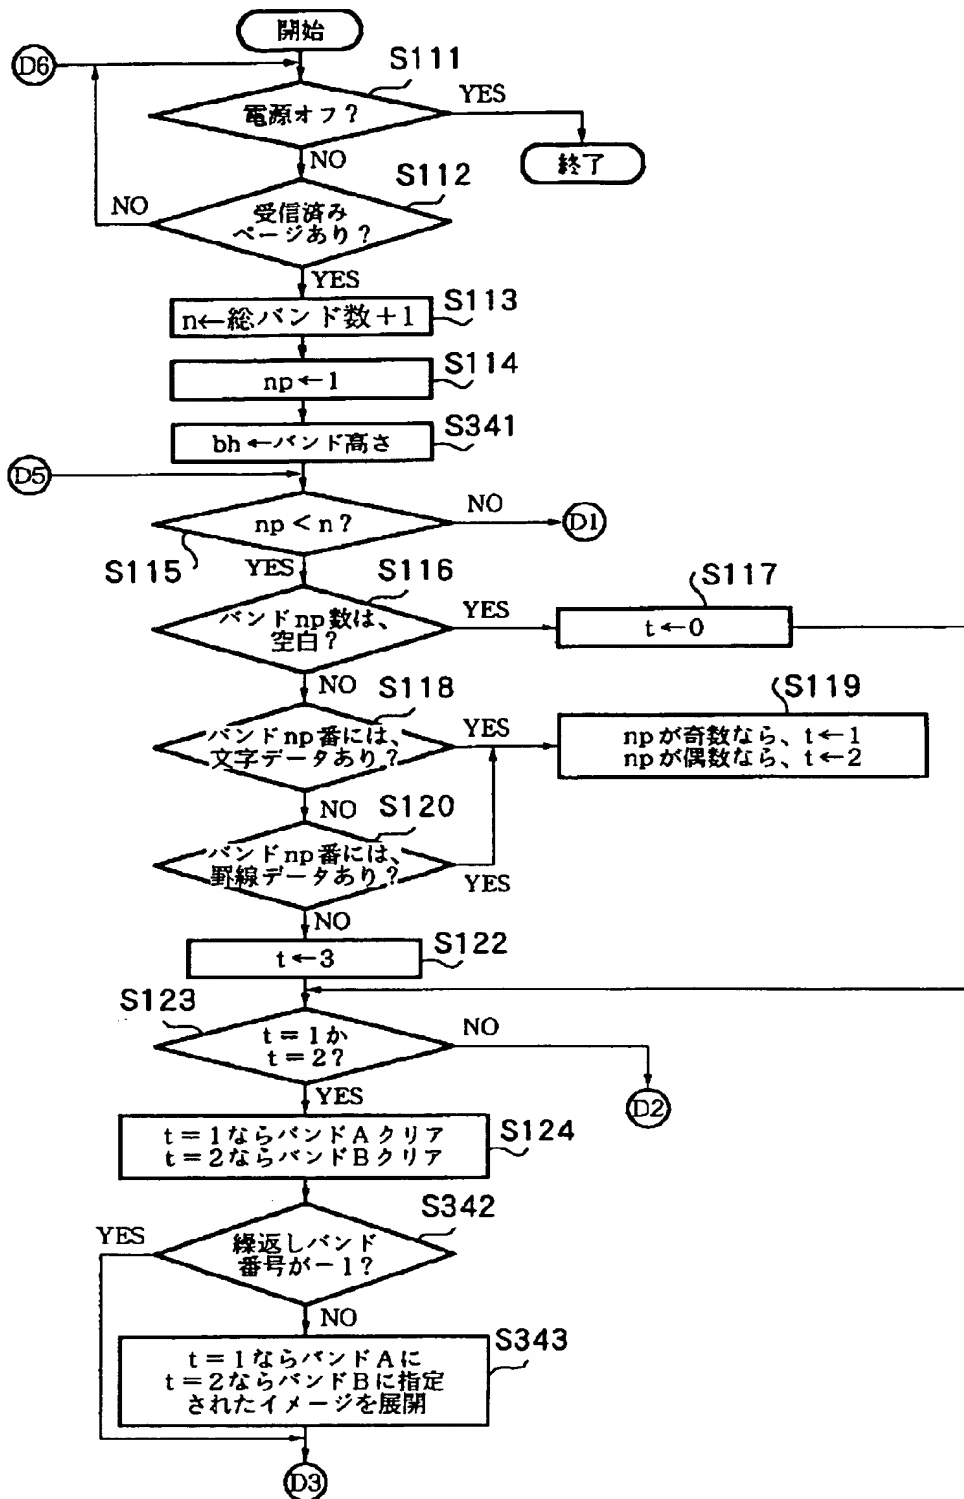 開始
D6
S111
電源オフ？
YES
終了
NO
S112
NO
受信済み
ページあり？
YES
S113
n←総バンド数＋1
S114
np←1
S341
bh←バンド高さ
D5
np＜n？
NO
D1
S115
YES
S116
バンドnp数は、
空白？
YES
S117
t←0
NO
S118
バンドnp番には、
文字データあり？
YES
S119
npが奇数なら、t←1
npが偶数なら、t←2
NO
S120
バンドnp番には、
罫線データあり？
YES
NO
t←3
S122
S123
t＝1か
t＝2？
NO
D2
YES
t＝1ならバンドAクリア
t＝2ならバンドBクリア
S124
S342
YES
繰返しバンド
番号が－1？
NO
S343
t＝1ならバンドAに
t＝2ならバンドBに指定
されたイメージを展開
D3